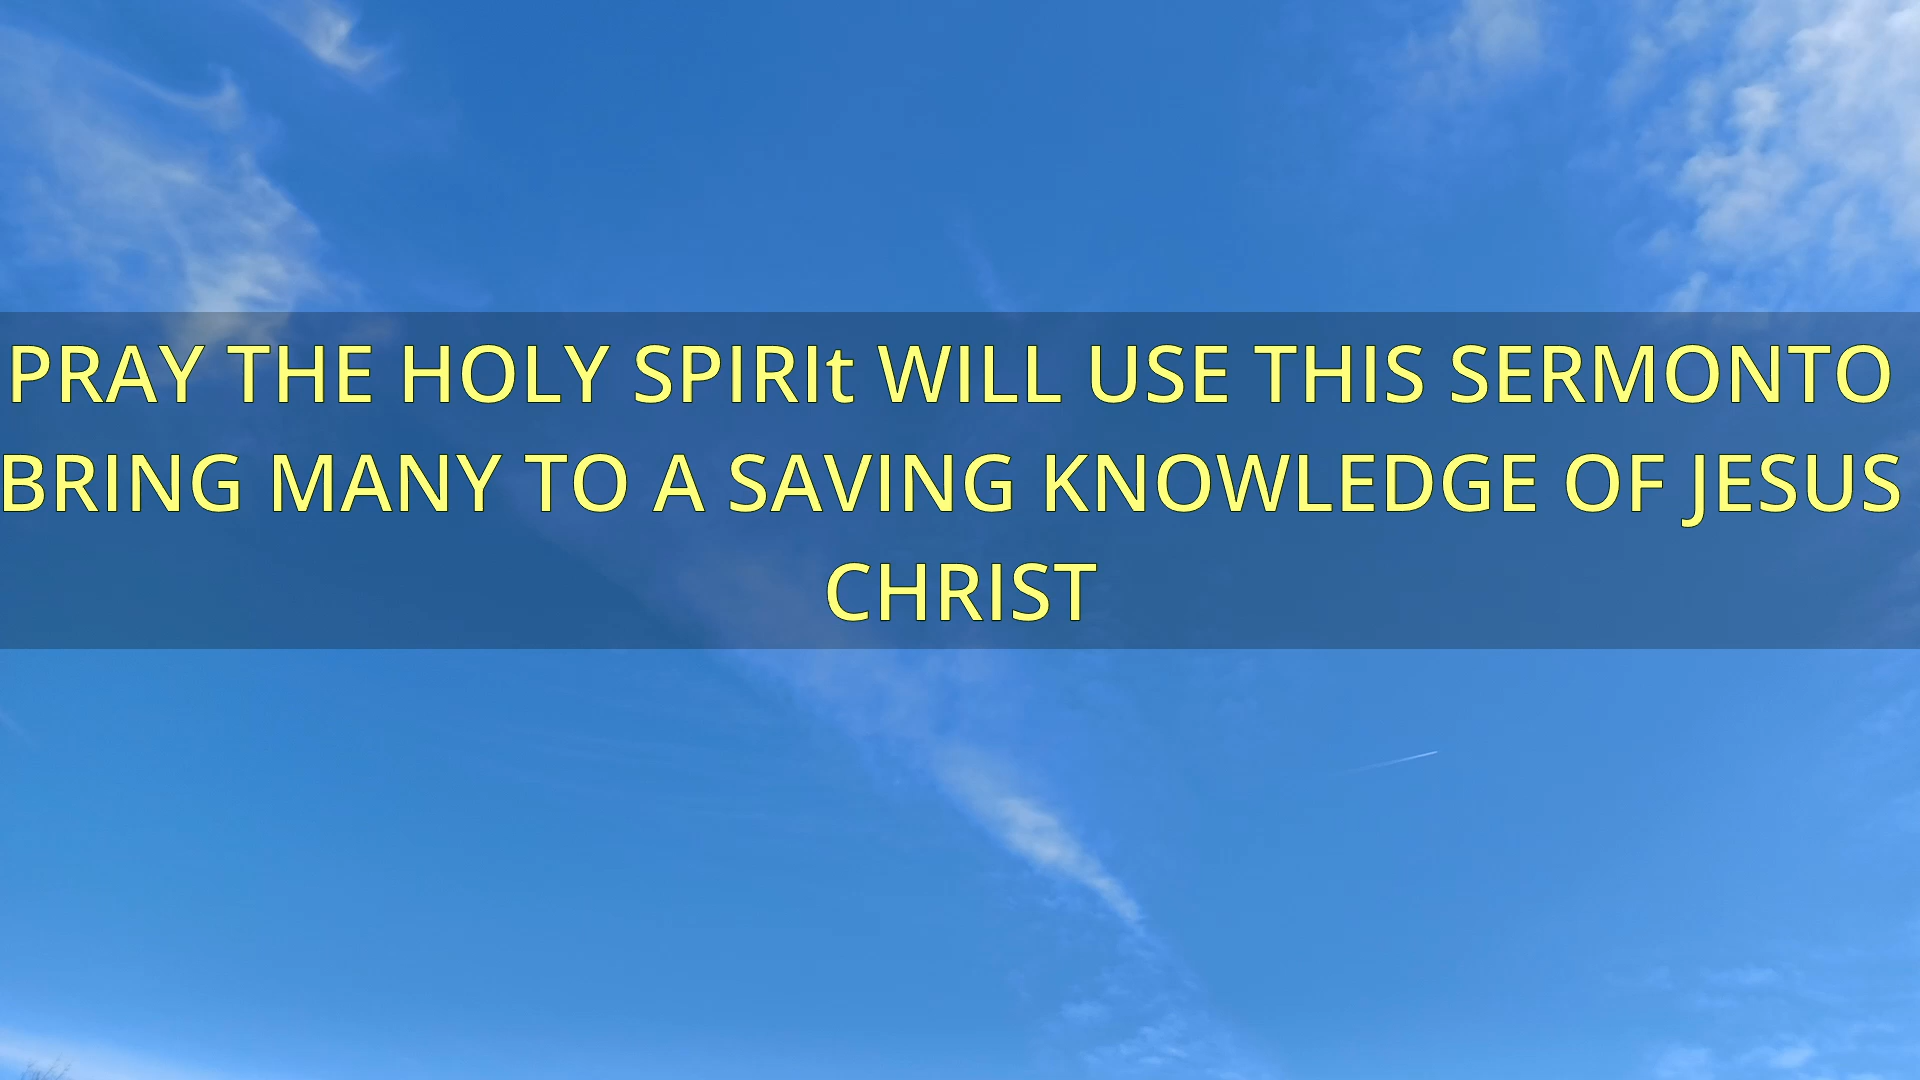 PRAY THE HOLY SPIRIt WILL USE THIS SERMONTO
BRING MANY TO A SAVING KNOWLEDGE OF JESUS
CHRIST